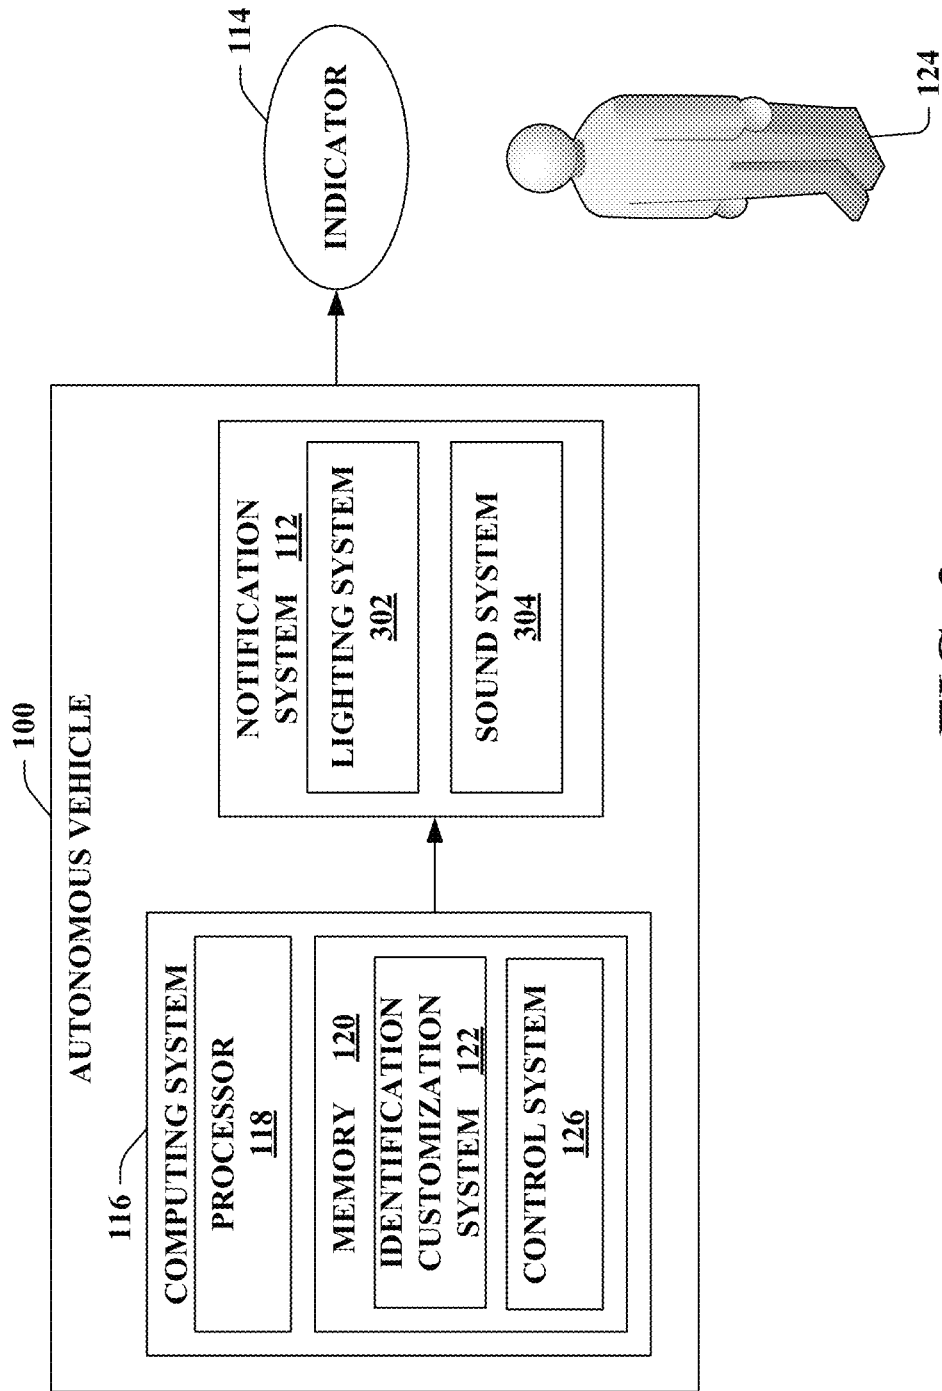 100
AUTONOMOUS VEHICLE
116
COMPUTING SYSTEM
PROCESSOR
118
MEMORY 120
IDENTIFICATION
CUSTOMIZATION
SYSTEM 122
CONTROL SYSTEM
126
NOTIFICATION
SYSTEM 112
LIGHTING SYSTEM
302
SOUND SYSTEM
304
114
INDICATOR
124